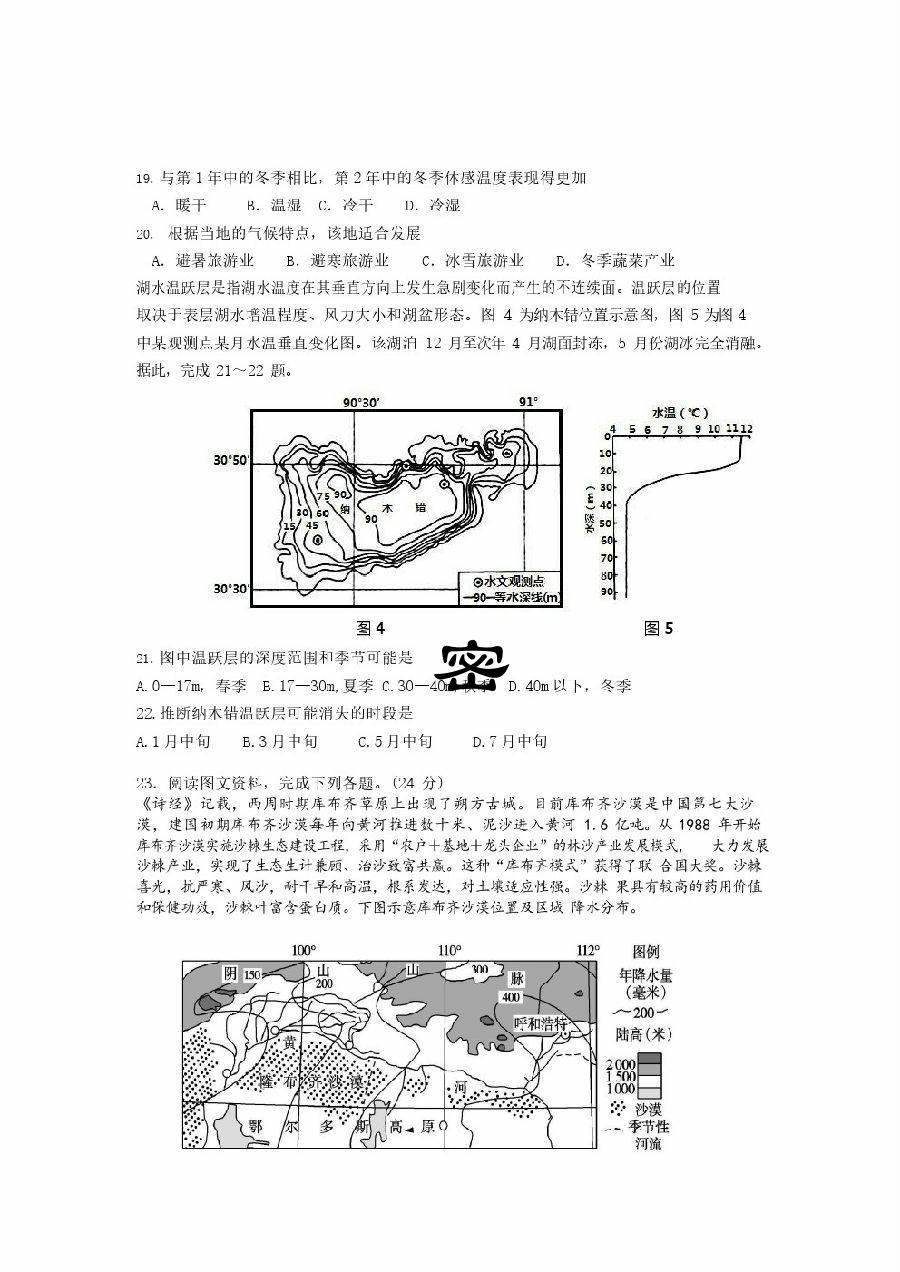 19. 与第 1 年中的冬季相比，第 2 年中的冬季体感温度表现得更加
A. 暖干 B. 温湿 C. 冷干 D. 冷湿
20. 根据当地的气候特点，该地适合发展
A. 避暑旅游业 B. 避寒旅游业 C. 冰雪旅游业 D. 冬季蔬菜产业
湖水温跃层是指湖水温度在其垂直方向上发生急剧变化而产生的不连续面。温跃层的位置
取决于表层湖水增温程度、风力大小和湖盆形态。图 4 为纳木错位置示意图，图 5 为图 4
中某观测点某月水温垂直变化图。该湖泊 12 月至次年 4 月湖面封冻，5 月份湖冰完全消融。
据此，完成 21～22 题。
90°30′ 91°
30°50′
75 90
30 60 纳 木 错
15 45 90
30°30′
⊙水文观测点
—90—等水深线(m)
图 4
水温（℃）
4 5 6 7 8 9 10 11 12
0
10
20
30
40
50
60
70
80
90
水深（m）
图 5
21. 图中温跃层的深度范围和季节可能是
密
A.0—17m，春季 B.17—30m,夏季 C.30—40m,秋季 D.40m 以下，冬季
22.推断纳木错温跃层可能消失的时段是
A.1 月中旬 B.3 月中旬 C.5 月中旬 D.7 月中旬
23. 阅读图文资料，完成下列各题。(24 分)
《诗经》记载，西周时期库布齐草原上出现了朔方古城。目前库布齐沙漠是中国第七大沙
漠，建国初期库布齐沙漠每年向黄河推进数十米、泥沙进入黄河 1.6 亿吨。从 1988 年开始
库布齐沙漠实施沙棘生态建设工程，采用“农户＋基地＋龙头企业”的林沙产业发展模式， 大力发展
沙棘产业，实现了生态生计兼顾、治沙致富共赢。这种“库布齐模式”获得了联 合国大奖。沙棘
喜光，抗严寒、风沙，耐干旱和高温，根系发达，对土壤适应性强。沙棘 果具有较高的药用价值
和保健功效，沙棘叶富含蛋白质。下图示意库布齐沙漠位置及区域 降水分布。
100° 110° 112°
阴 150 山 200 山 300 脉
400
呼和浩特
黄
隆 布 齐 沙 漠 河
鄂 尔 多 斯 高 原
图例
年降水量
（毫米）
～200～
陆高(米)
2 000
1 500
1 000
沙漠
季节性
河流